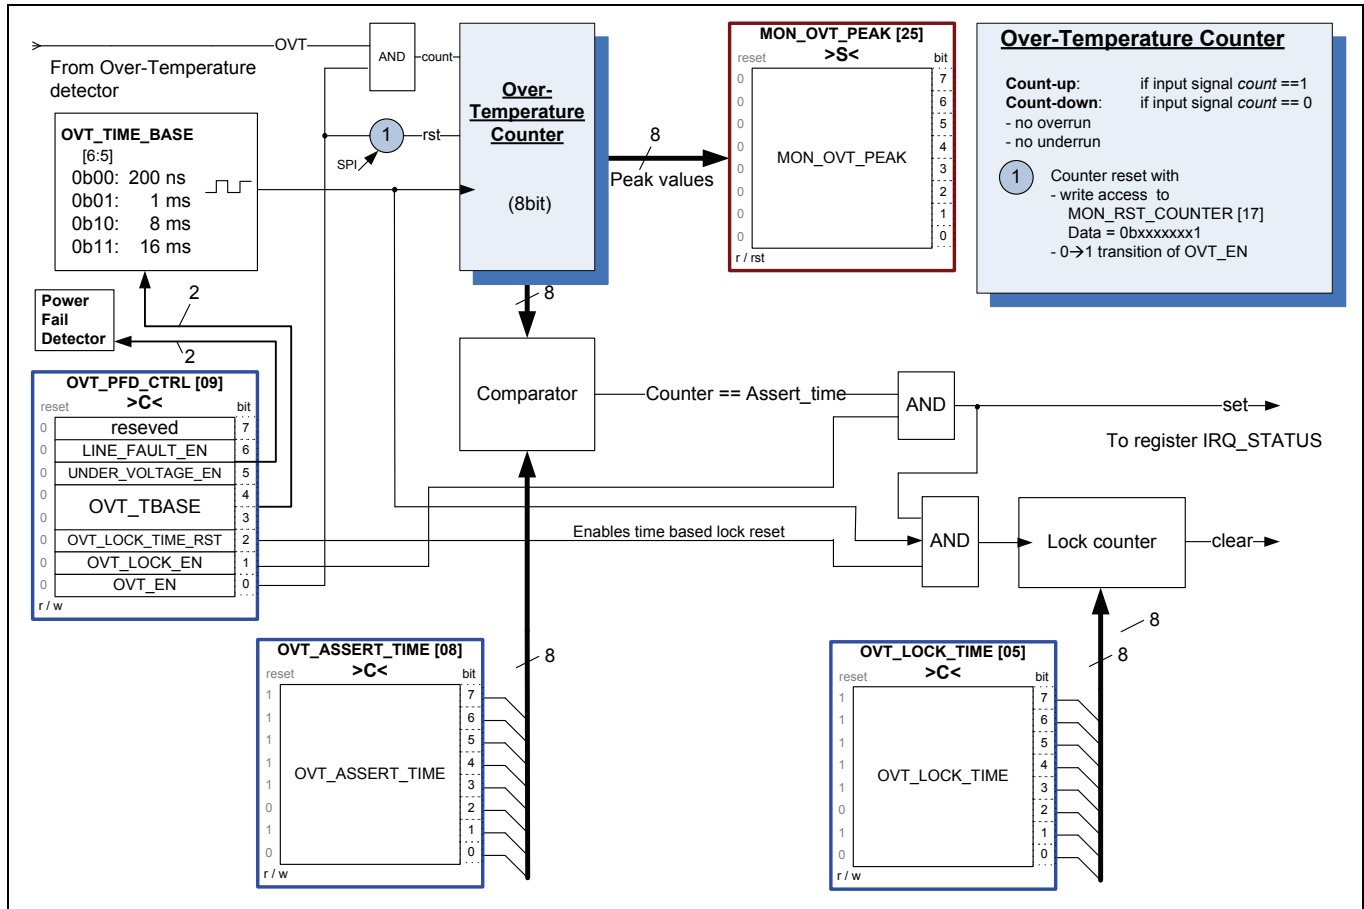 OVT
From Over-Temperature
detector
AND
count
1
rst
SPI
OVT_TIME_BASE
[6:5]
0b00: 200 ns
0b01: 1 ms
0b10: 8 ms
0b11: 16 ms
Over-
Temperature
Counter
(8bit)
8
Peak values
MON_OVT_PEAK [25]
>S<
reset
bit
0 7
0 6
0 5
0 4
MON_OVT_PEAK
0 3
0 2
0 1
0 0
r / rst
Over-Temperature Counter
Count-up: if input signal count ==1
Count-down: if input signal count == 0
- no overrun
- no underrun
1
Counter reset with
- write access to
MON_RST_COUNTER [17]
Data = 0bxxxxxxx1
- 0→1 transition of OVT_EN
Power
Fail
Detector
2
2
8
OVT_PFD_CTRL [09]
>C<
reset
bit
0 reseved 7
0 LINE_FAULT_EN 6
0 UNDER_VOLTAGE_EN 5
0 4
OVT_TBASE
0 3
0 OVT_LOCK_TIME_RST 2
0 OVT_LOCK_EN 1
0 OVT_EN 0
r / w
Comparator
Counter == Assert_time
AND
set
To register IRQ_STATUS
Enables time based lock reset
AND
Lock counter
clear
8
8
8
OVT_ASSERT_TIME [08]
>C<
reset
bit
1 7
1 6
1 5
1 4
OVT_ASSERT_TIME
1 3
0 2
1 1
0 0
r / w
OVT_LOCK_TIME [05]
>C<
reset
bit
1 7
1 6
1 5
1 4
OVT_LOCK_TIME
1 3
0 2
1 1
1 0
r / w